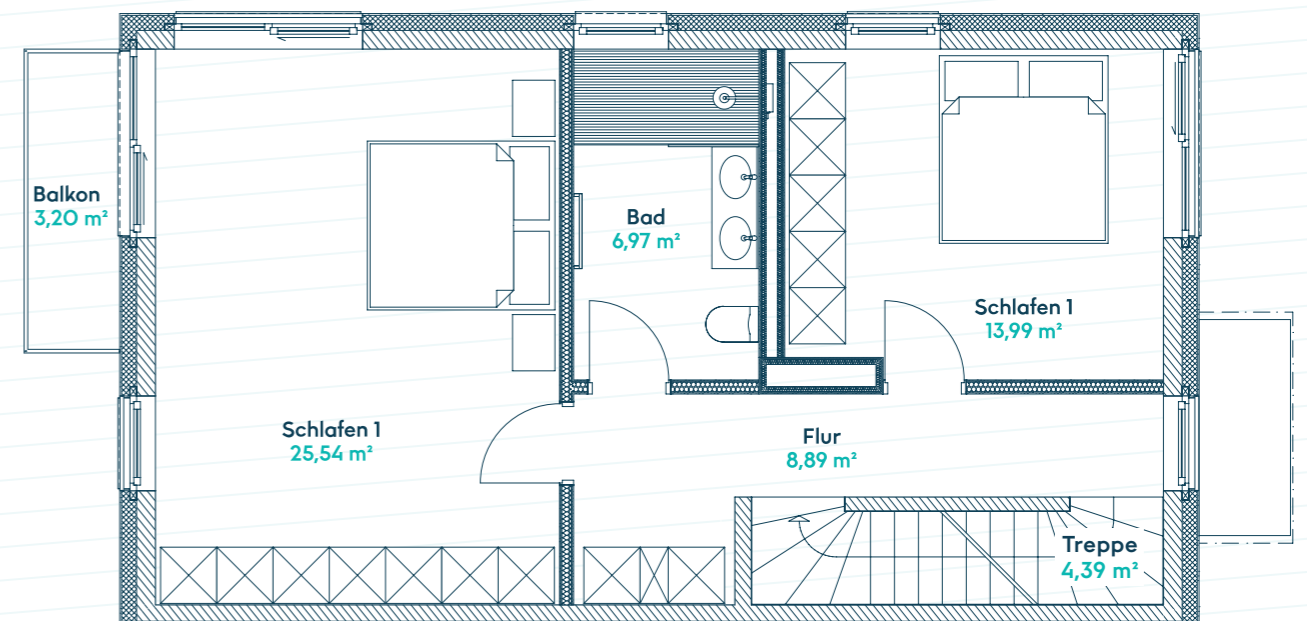 Balkon
3,20 m²
Bad
6,97 m²
Schlafen 1
13,99 m²
Schlafen 1
25,54 m²
Flur
8,89 m²
Treppe
4,39 m²